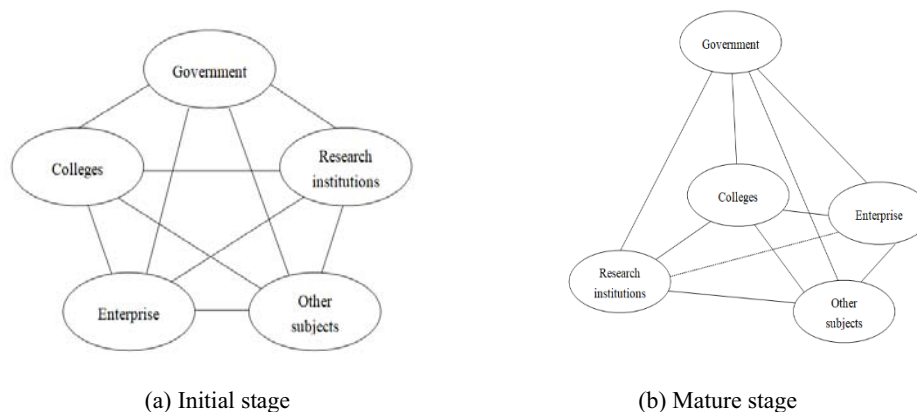 Government
Colleges
Research
institutions
Enterprise
Other
subjects
(a) Initial stage
Government
Colleges
Enterprise
Research
institutions
Other
subjects
(b) Mature stage